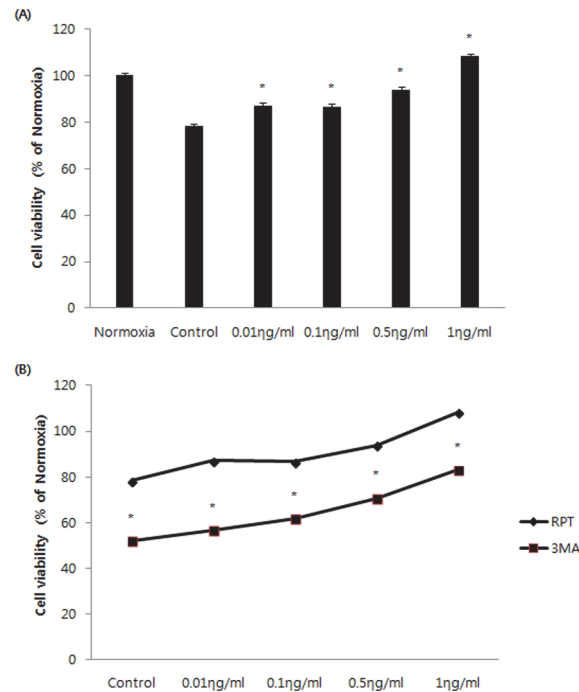 (A)
Cell viability (% of Normoxia)
120
100
80
60
40
20
0
* * * *
Normoxia Control 0.01ηg/ml 0.1ηg/ml 0.5ηg/ml 1ηg/ml
(B)
Cell viability (% of Normoxia)
120
100
80
60
40
20
0
* * * * *
RPT
3MA
Control 0.01ηg/ml 0.1ηg/ml 0.5ηg/ml 1ηg/ml